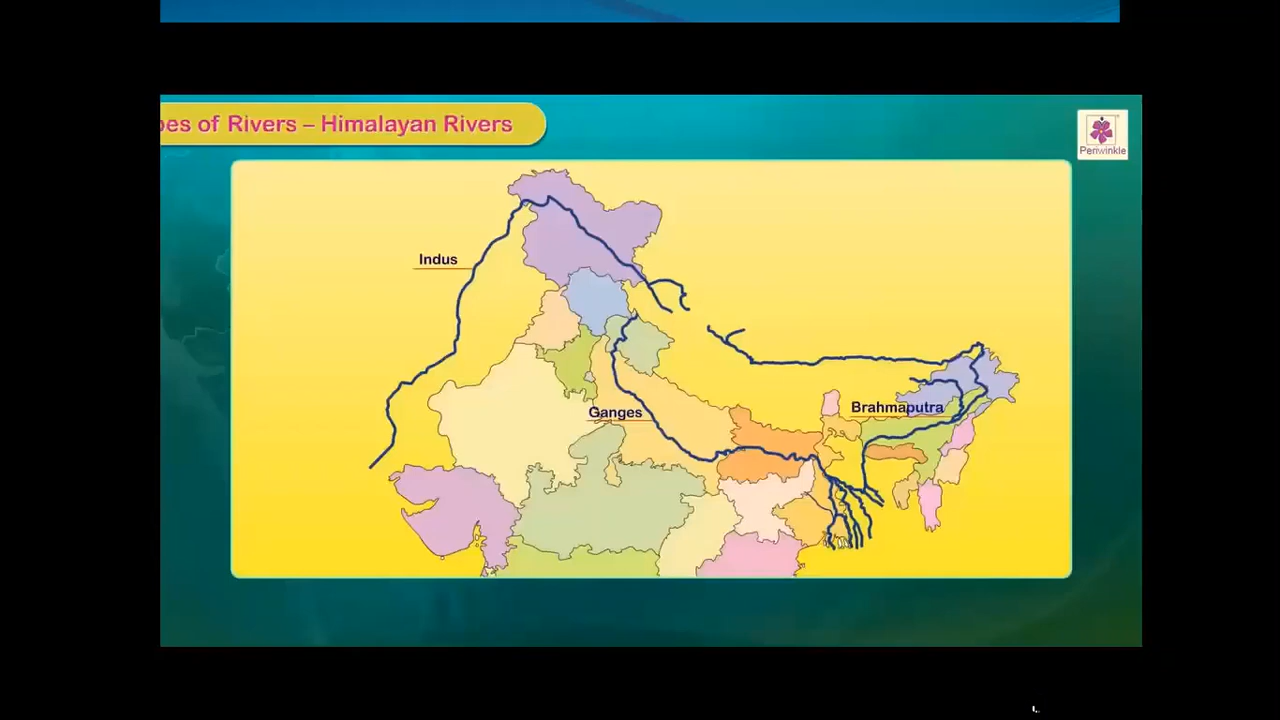 pes of Rivers – Himalayan Rivers
Periwinkle
Indus
Ganges
Brahmaputra